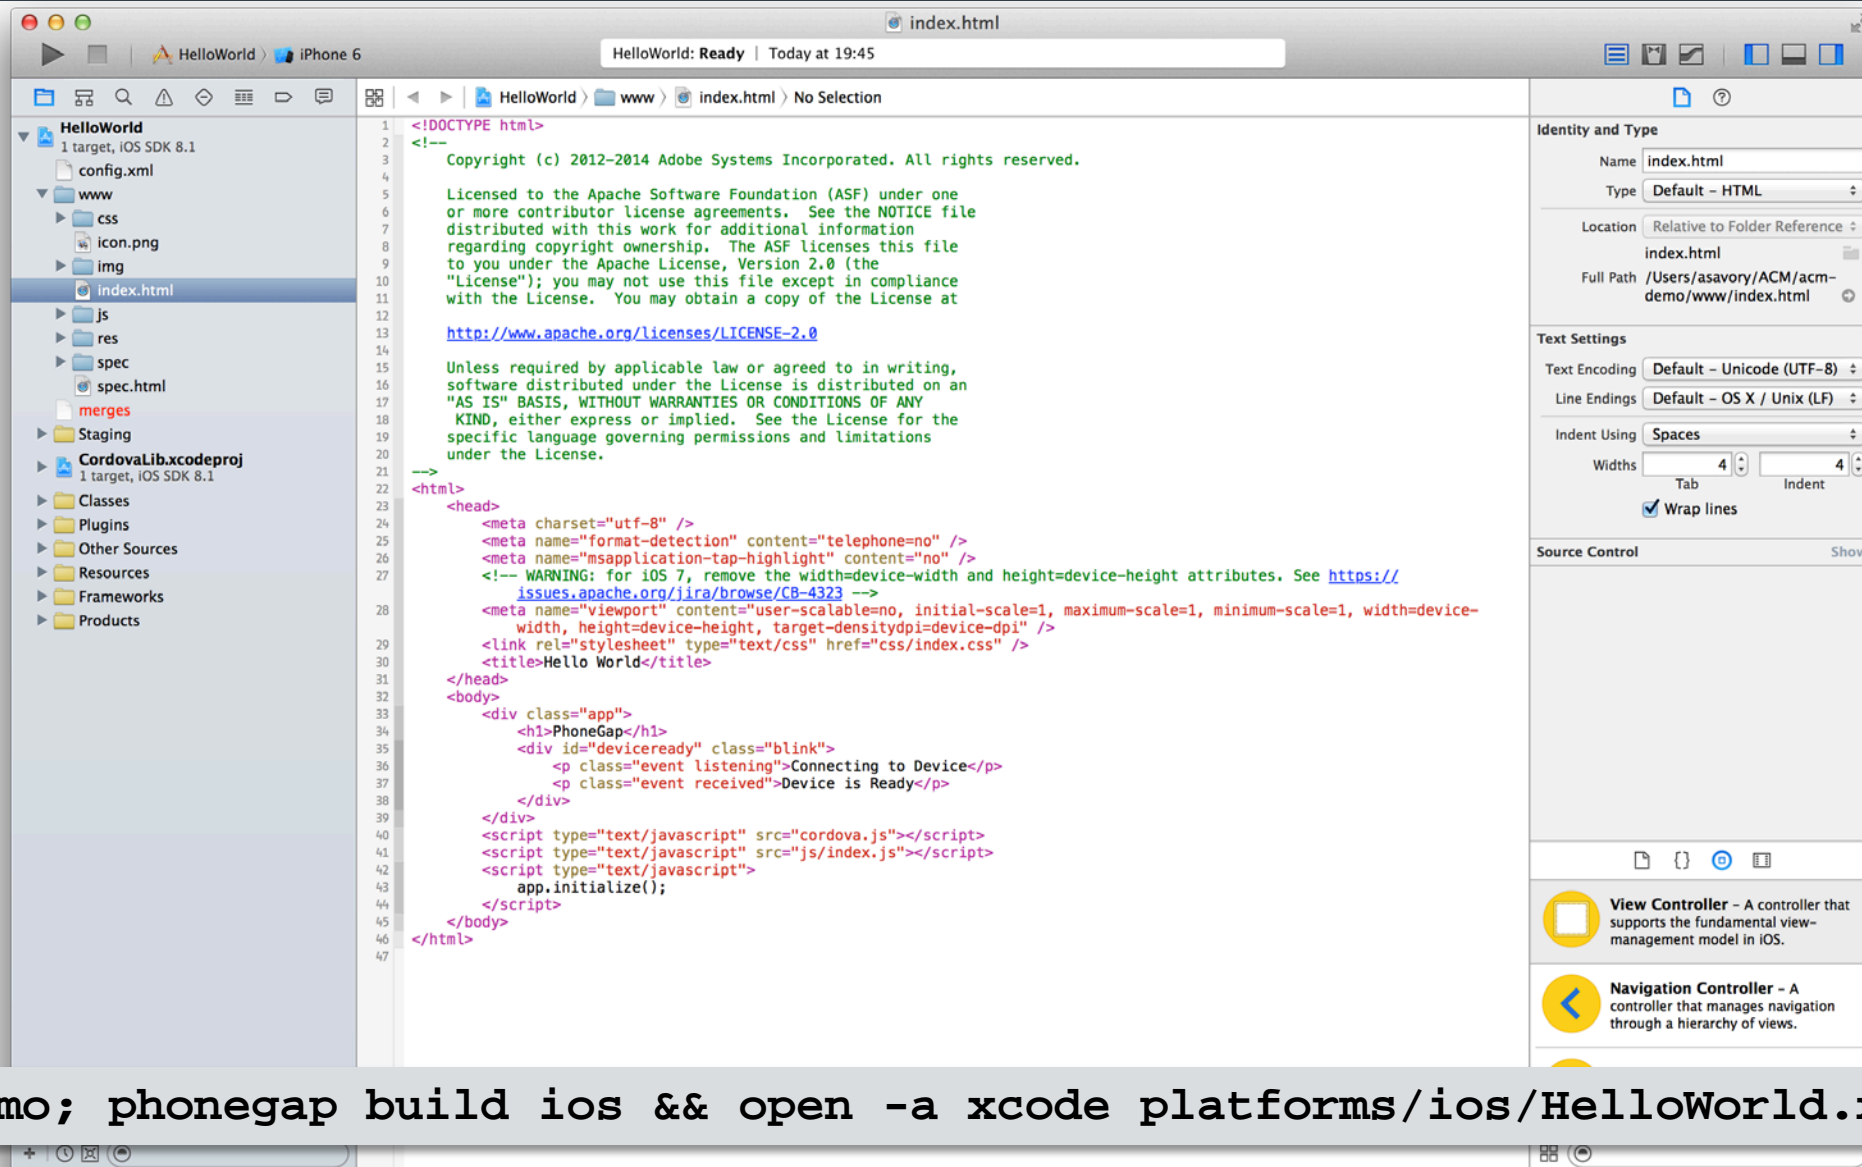 index.html
HelloWorld 〉 iPhone 6
HelloWorld: Ready | Today at 19:45
HelloWorld 〉 www 〉 index.html 〉 No Selection
HelloWorld
1 target, iOS SDK 8.1
config.xml
www
css
icon.png
img
index.html
js
res
spec
spec.html
merges
Staging
CordovaLib.xcodeproj
1 target, iOS SDK 8.1
Classes
Plugins
Other Sources
Resources
Frameworks
Products
1 <!DOCTYPE html>
2 <!--
3 Copyright (c) 2012-2014 Adobe Systems Incorporated. All rights reserved.
4
5 Licensed to the Apache Software Foundation (ASF) under one
6 or more contributor license agreements.  See the NOTICE file
7 distributed with this work for additional information
8 regarding copyright ownership.  The ASF licenses this file
9 to you under the Apache License, Version 2.0 (the
10 "License"); you may not use this file except in compliance
11 with the License.  You may obtain a copy of the License at
12
13 http://www.apache.org/licenses/LICENSE-2.0
14
15 Unless required by applicable law or agreed to in writing,
16 software distributed under the License is distributed on an
17 "AS IS" BASIS, WITHOUT WARRANTIES OR CONDITIONS OF ANY
18 KIND, either express or implied.  See the License for the
19 specific language governing permissions and limitations
20 under the License.
21 -->
22 <html>
23 <head>
24 <meta charset="utf-8" />
25 <meta name="format-detection" content="telephone=no" />
26 <meta name="msapplication-tap-highlight" content="no" />
27 <!-- WARNING: for iOS 7, remove the width=device-width and height=device-height attributes. See https://
issues.apache.org/jira/browse/CB-4323 -->
28 <meta name="viewport" content="user-scalable=no, initial-scale=1, maximum-scale=1, minimum-scale=1, width=device-
width, height=device-height, target-densitydpi=device-dpi" />
29 <link rel="stylesheet" type="text/css" href="css/index.css" />
30 <title>Hello World</title>
31 </head>
32 <body>
33 <div class="app">
34 <h1>PhoneGap</h1>
35 <div id="deviceready" class="blink">
36 <p class="event listening">Connecting to Device</p>
37 <p class="event received">Device is Ready</p>
38 </div>
39 </div>
40 <script type="text/javascript" src="cordova.js"></script>
41 <script type="text/javascript" src="js/index.js"></script>
42 <script type="text/javascript">
43 app.initialize();
44 </script>
45 </body>
46 </html>
47
Identity and Type
Name index.html
Type Default - HTML
Location Relative to Folder Reference
index.html
Full Path /Users/asavory/ACM/acm-
demo/www/index.html
Text Settings
Text Encoding Default - Unicode (UTF-8)
Line Endings Default - OS X / Unix (LF)
Indent Using Spaces
Widths 4 4
Tab Indent
Wrap lines
Source Control Show
{}
View Controller - A controller that
supports the fundamental view-
management model in iOS.
Navigation Controller - A
controller that manages navigation
through a hierarchy of views.
mo; phonegap build ios && open -a xcode platforms/ios/HelloWorld.